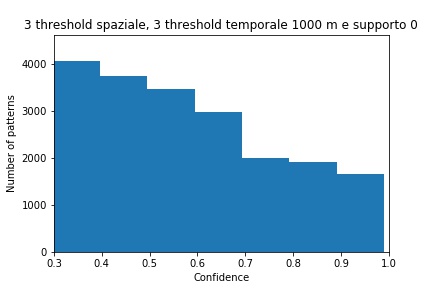 3 threshold spaziale, 3 threshold temporale 1000 m e supporto 0
4000
3000
2000
1000
0
Number of patterns
0.3 0.4 0.5 0.6 0.7 0.8 0.9 1.0
Confidence